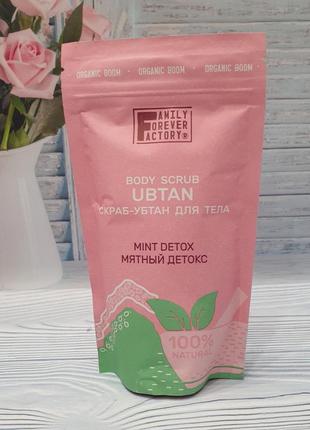 ORGANIC BOOM · ORGANIC BOOM · ORGANIC BOOM
FAMILY
FOREVER
FACTORY®
BODY SCRUB
UBTAN
СКРАБ-УБТАН ДЛЯ ТЕЛА
MINT DETOX
МЯТНЫЙ ДЕТОКС
100%
NATURAL